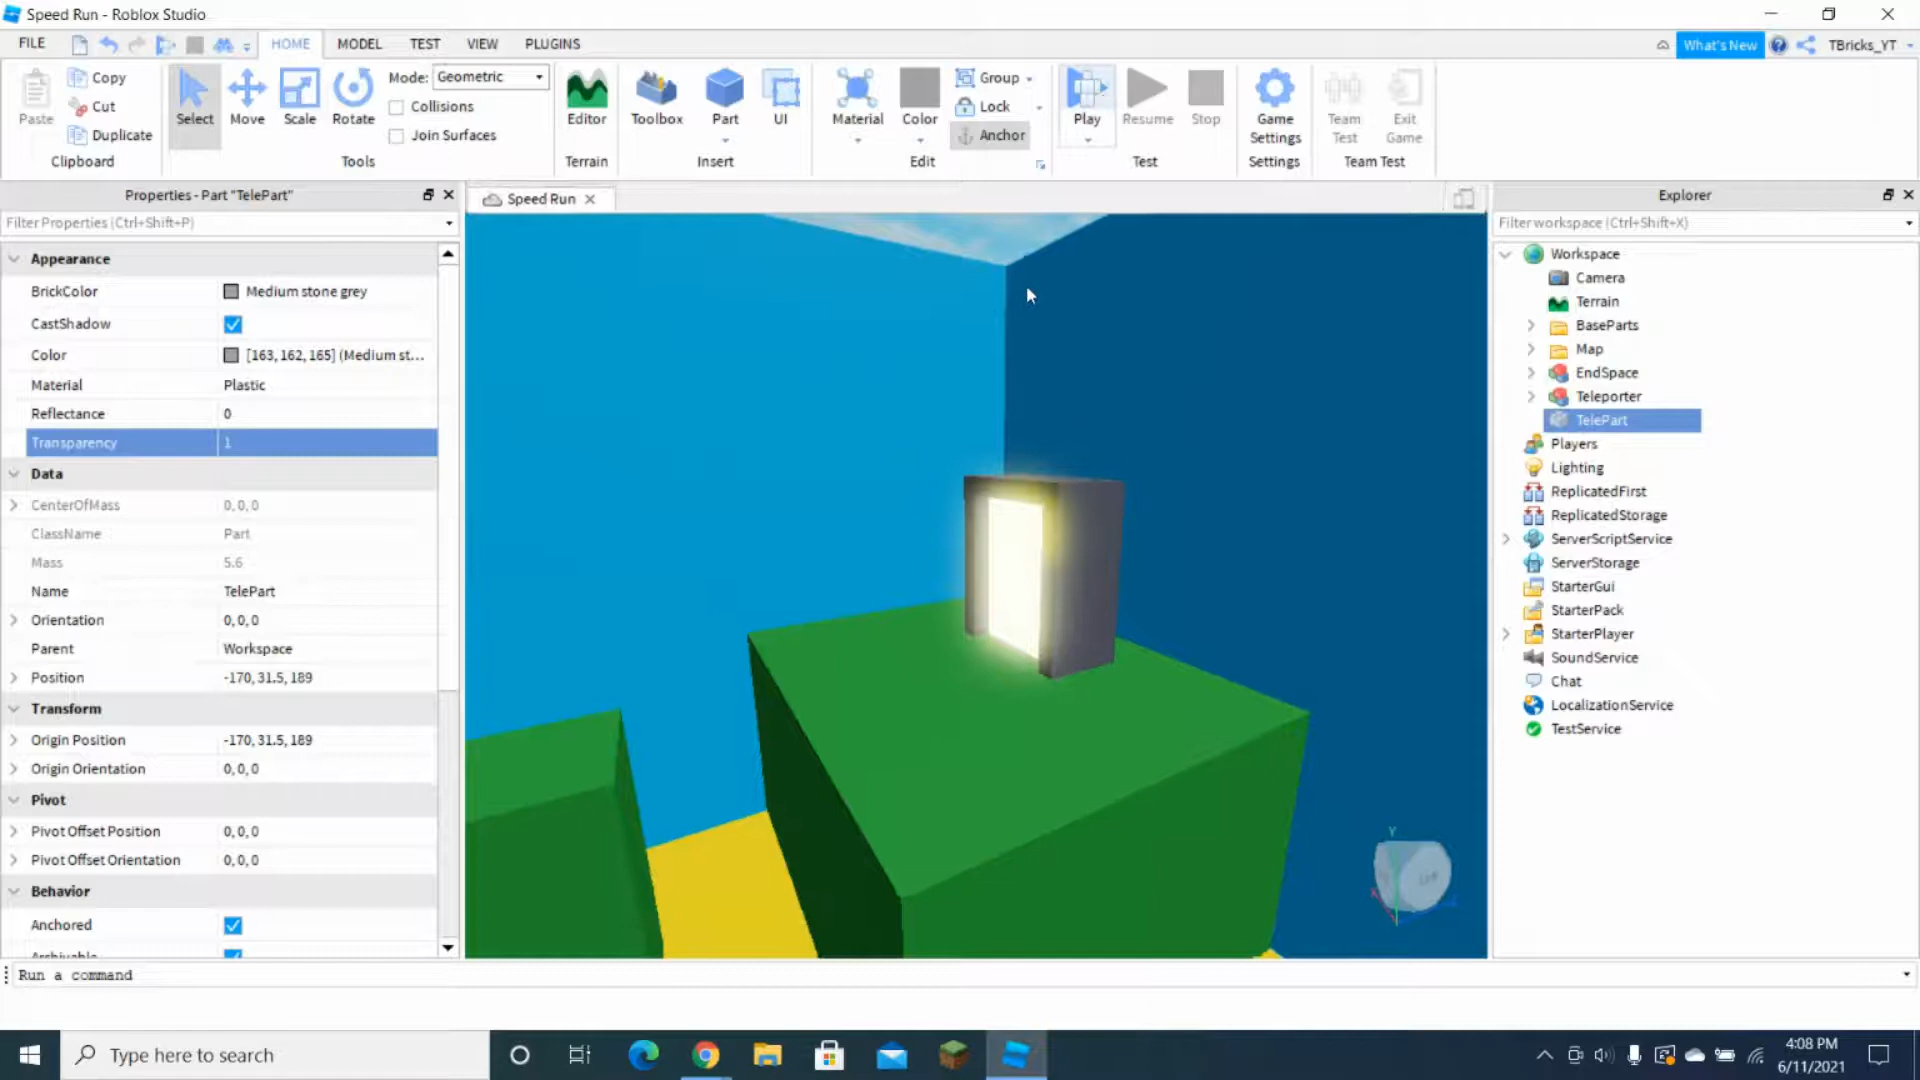 Speed Run - Roblox Studio
FILE HOME MODEL TEST VIEW PLUGINS What's New TBricks_YT
Paste Copy Cut Duplicate Clipboard
Select Move Scale Rotate Mode: Geometric Collisions Join Surfaces Tools
Editor Terrain
Toolbox Part UI Insert
Material Color Group Lock Anchor Edit
Play Resume Stop Test
Game Settings Settings
Team Test Exit Game Team Test
Properties - Part "TelePart"
Filter Properties (Ctrl+Shift+P)
Appearance
BrickColor Medium stone grey
CastShadow
Color [163, 162, 165] (Medium st...
Material Plastic
Reflectance 0
Transparency 1
Data
CenterOfMass 0, 0, 0
ClassName Part
Mass 5.6
Name TelePart
Orientation 0, 0, 0
Parent Workspace
Position -170, 31.5, 189
Transform
Origin Position -170, 31.5, 189
Origin Orientation 0, 0, 0
Pivot
Pivot Offset Position 0, 0, 0
Pivot Offset Orientation 0, 0, 0
Behavior
Anchored
Archivable
Speed Run
Y
Explorer
Filter workspace (Ctrl+Shift+X)
Workspace
Camera
Terrain
BaseParts
Map
EndSpace
Teleporter
TelePart
Players
Lighting
ReplicatedFirst
ReplicatedStorage
ServerScriptService
ServerStorage
StarterGui
StarterPack
StarterPlayer
SoundService
Chat
LocalizationService
TestService
Run a command
Type here to search
4:08 PM
6/11/2021